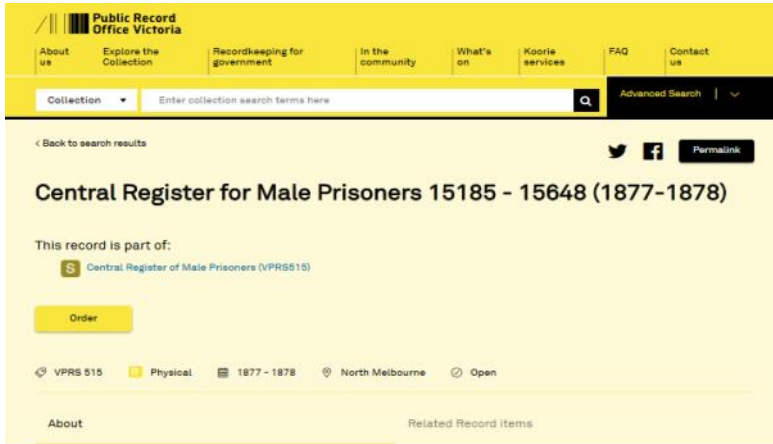 Public Record
Office Victoria
About us
Explore the Collection
Recordkeeping for government
In the community
What's on
Koorie services
FAQ
Contact us
Collection
Enter collection search terms here
Advanced Search
< Back to search results
Permalink
Central Register for Male Prisoners 15185 - 15648 (1877-1878)
This record is part of:
S Central Register of Male Prisoners (VPRS515)
Order
VPRS 515 Physical 1877 - 1878 North Melbourne Open
About Related Record items